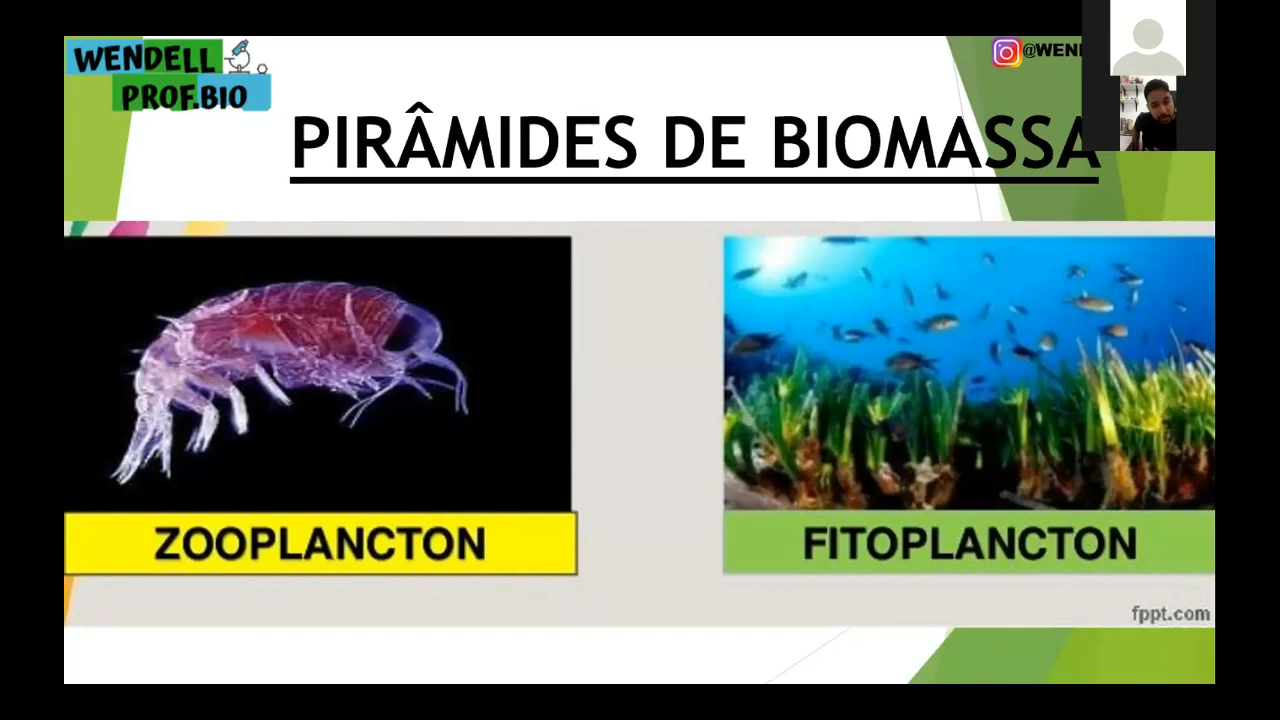 WENDELL
PROF.BIO
PIRÂMIDES DE BIOMASSA
ZOOPLANCTON
FITOPLANCTON
fppt.com